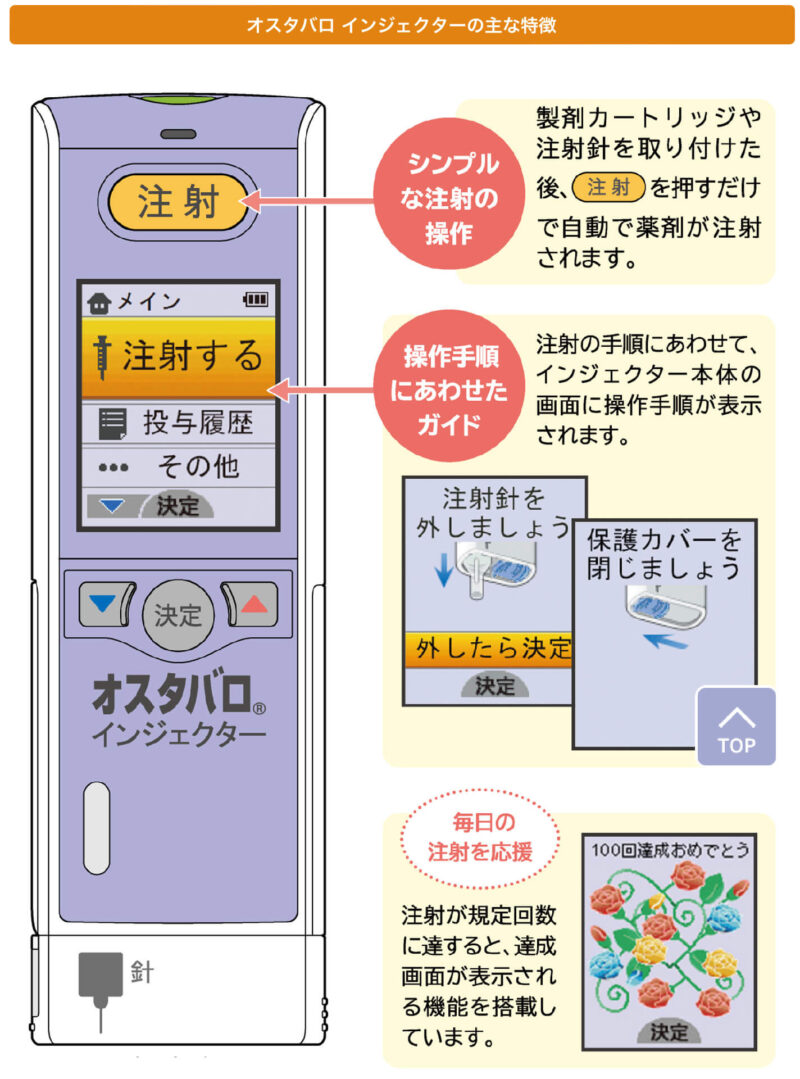 オスタバロ インジェクターの主な特徴
注射
メイン
注射する
投与履歴
その他
決定
決定
オスタバロ®
インジェクター
針
シンプル
な注射の
操作
製剤カートリッジや
注射針を取り付けた
後、注射を押すだけ
で自動で薬剤が注射
されます。
操作手順
にあわせた
ガイド
注射の手順にあわせて、
インジェクター本体の
画面に操作手順が表示
されます。
注射針を
外しましょう
外したら決定
決定
保護カバーを
閉じましょう
TOP
毎日の
注射を応援
注射が規定回数
に達すると、達成
画面が表示され
る機能を搭載し
ています。
100回達成おめでとう
決定